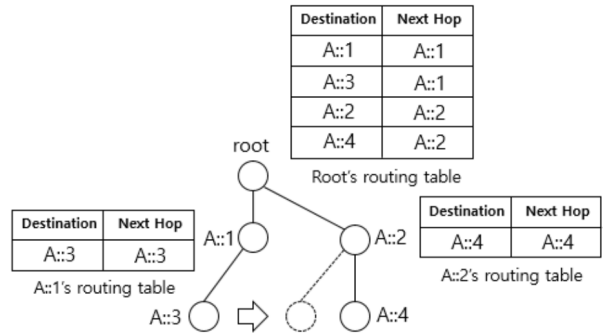 Destination Next Hop
A::1 A::1
A::3 A::1
A::2 A::2
A::4 A::2
Root's routing table
root
Destination Next Hop
A::3 A::3
A::1's routing table
A::1
A::2
Destination Next Hop
A::4 A::4
A::2's routing table
A::3
A::4